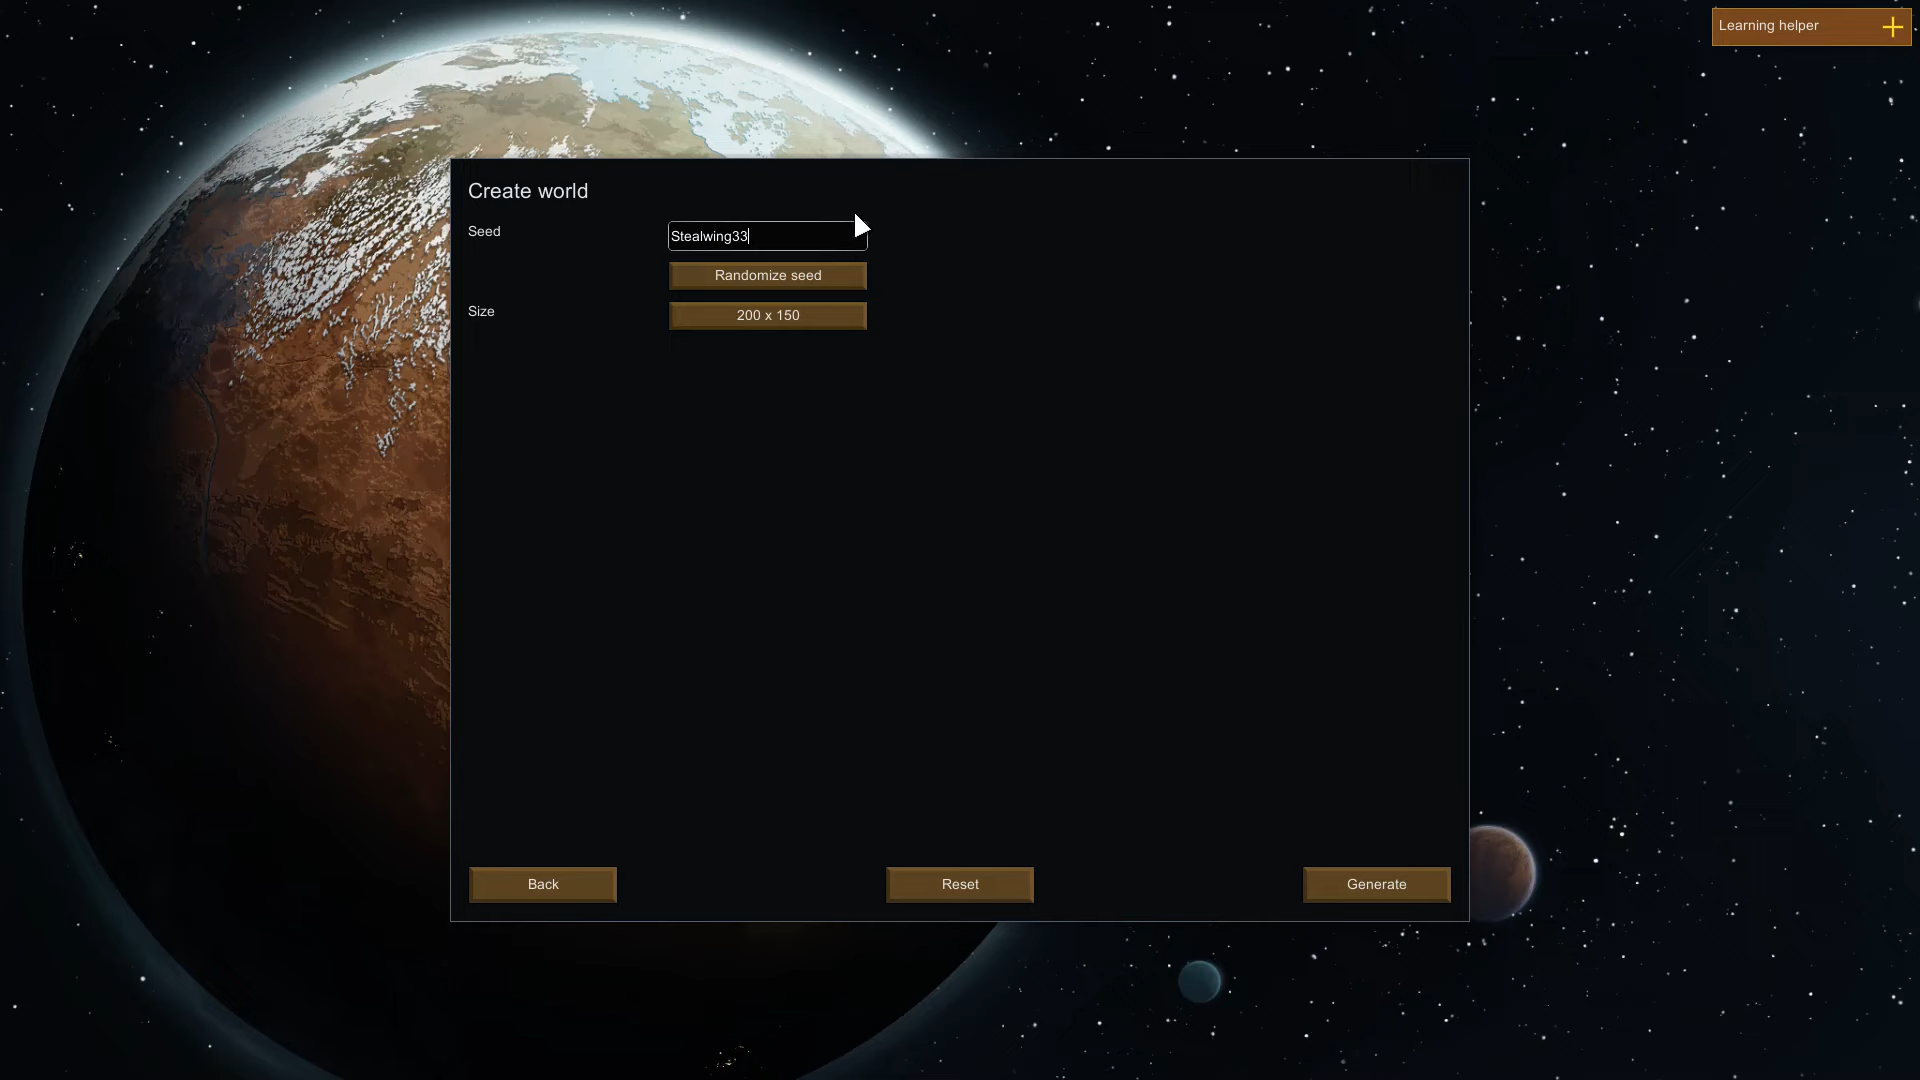 Learning helper
Create world
Seed
Stealwing33
Randomize seed
Size
200 x 150
Back
Reset
Generate